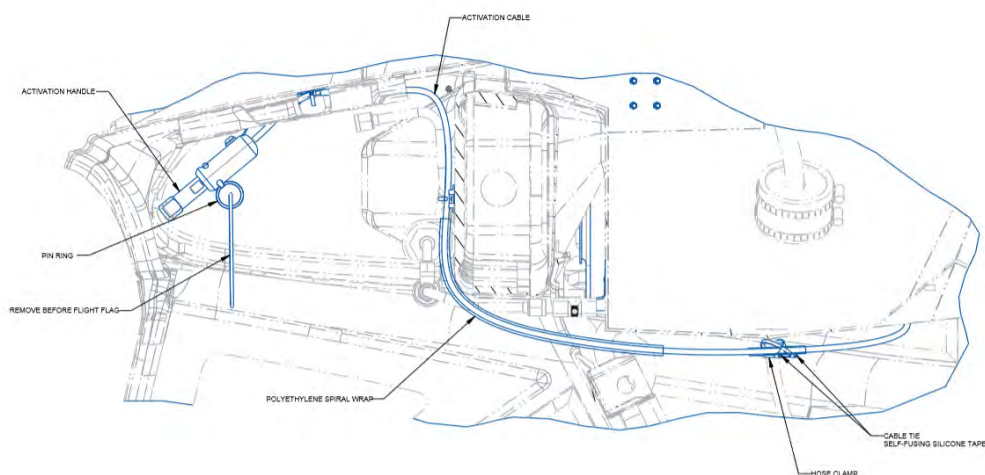 ACTIVATION CABLE
ACTIVATION HANDLE
PIN RING
REMOVE BEFORE FLIGHT FLAG
POLYETHYLENE SPIRAL WRAP
CABLE TIE
SELF-FUSING SILICONE TAPE
HOSE CLAMP